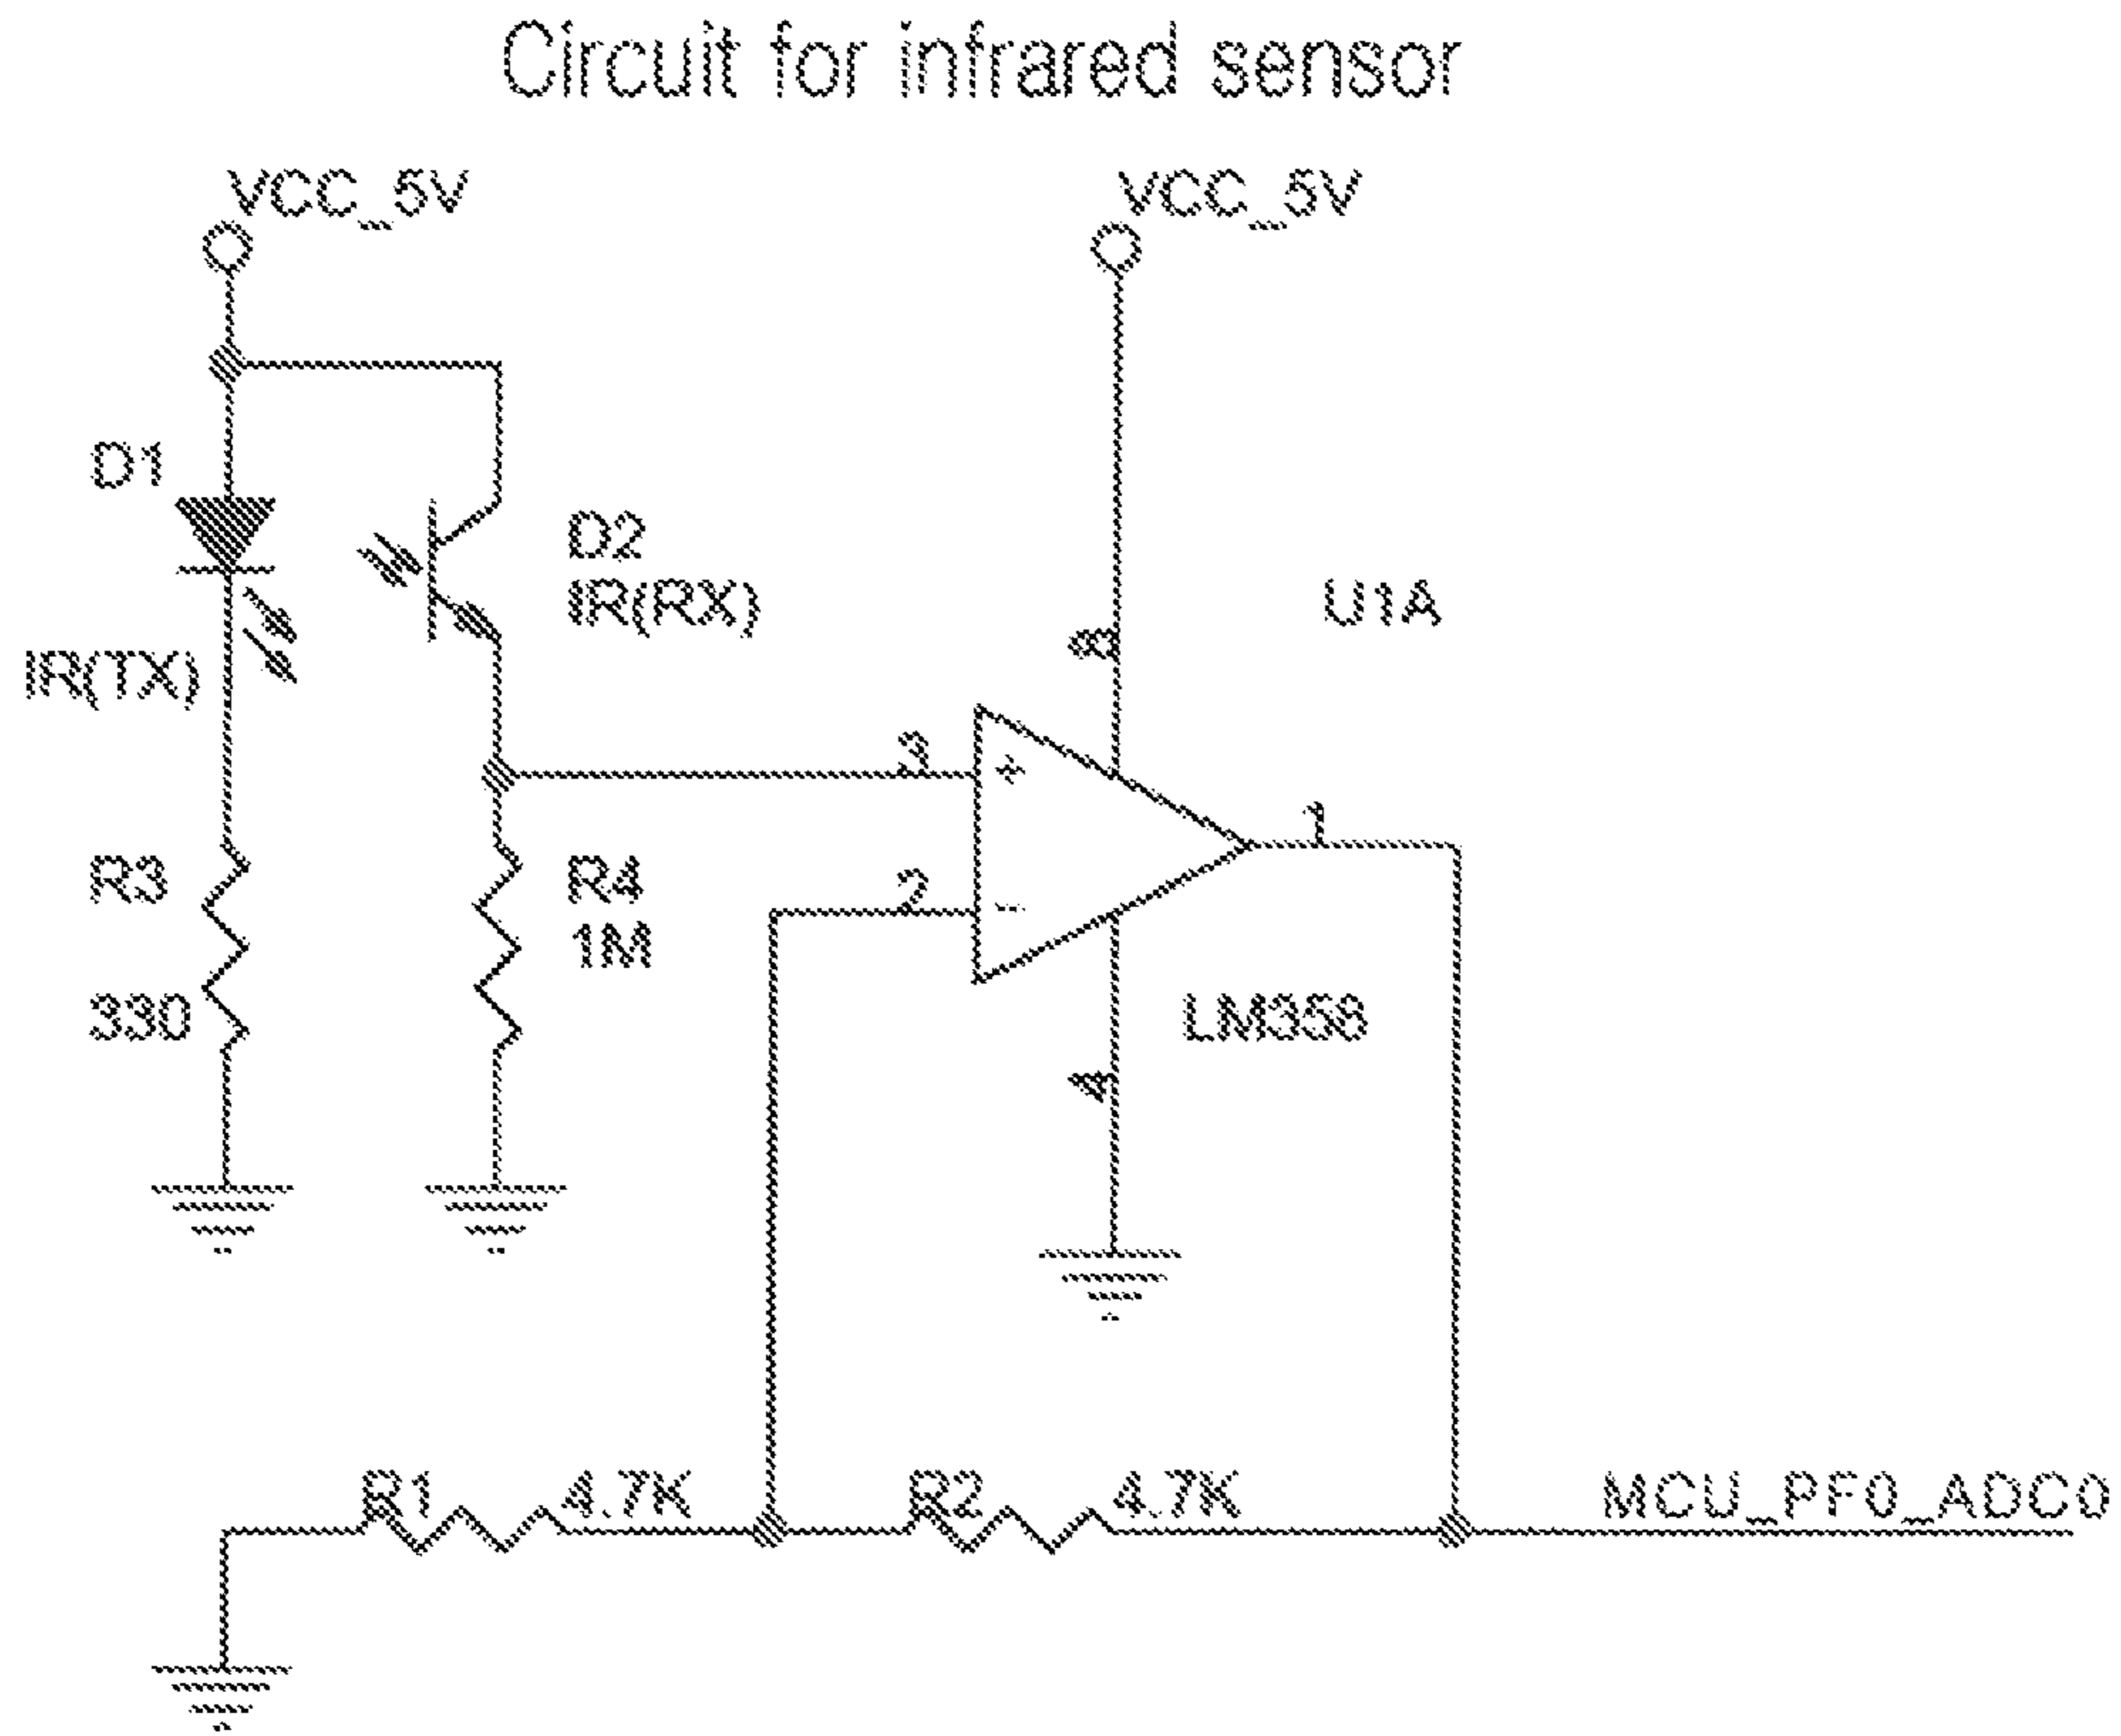 Circuit for infrared sensor
VCC_5V
VCC_5V
D1
D2
IR(RX)
U1A
IR(TX)
8
3
+
1
R3
R4
2
-
1M
330
LM358
4
R1
4.7K
R2
4.7K
MCU_PF0_ADC0